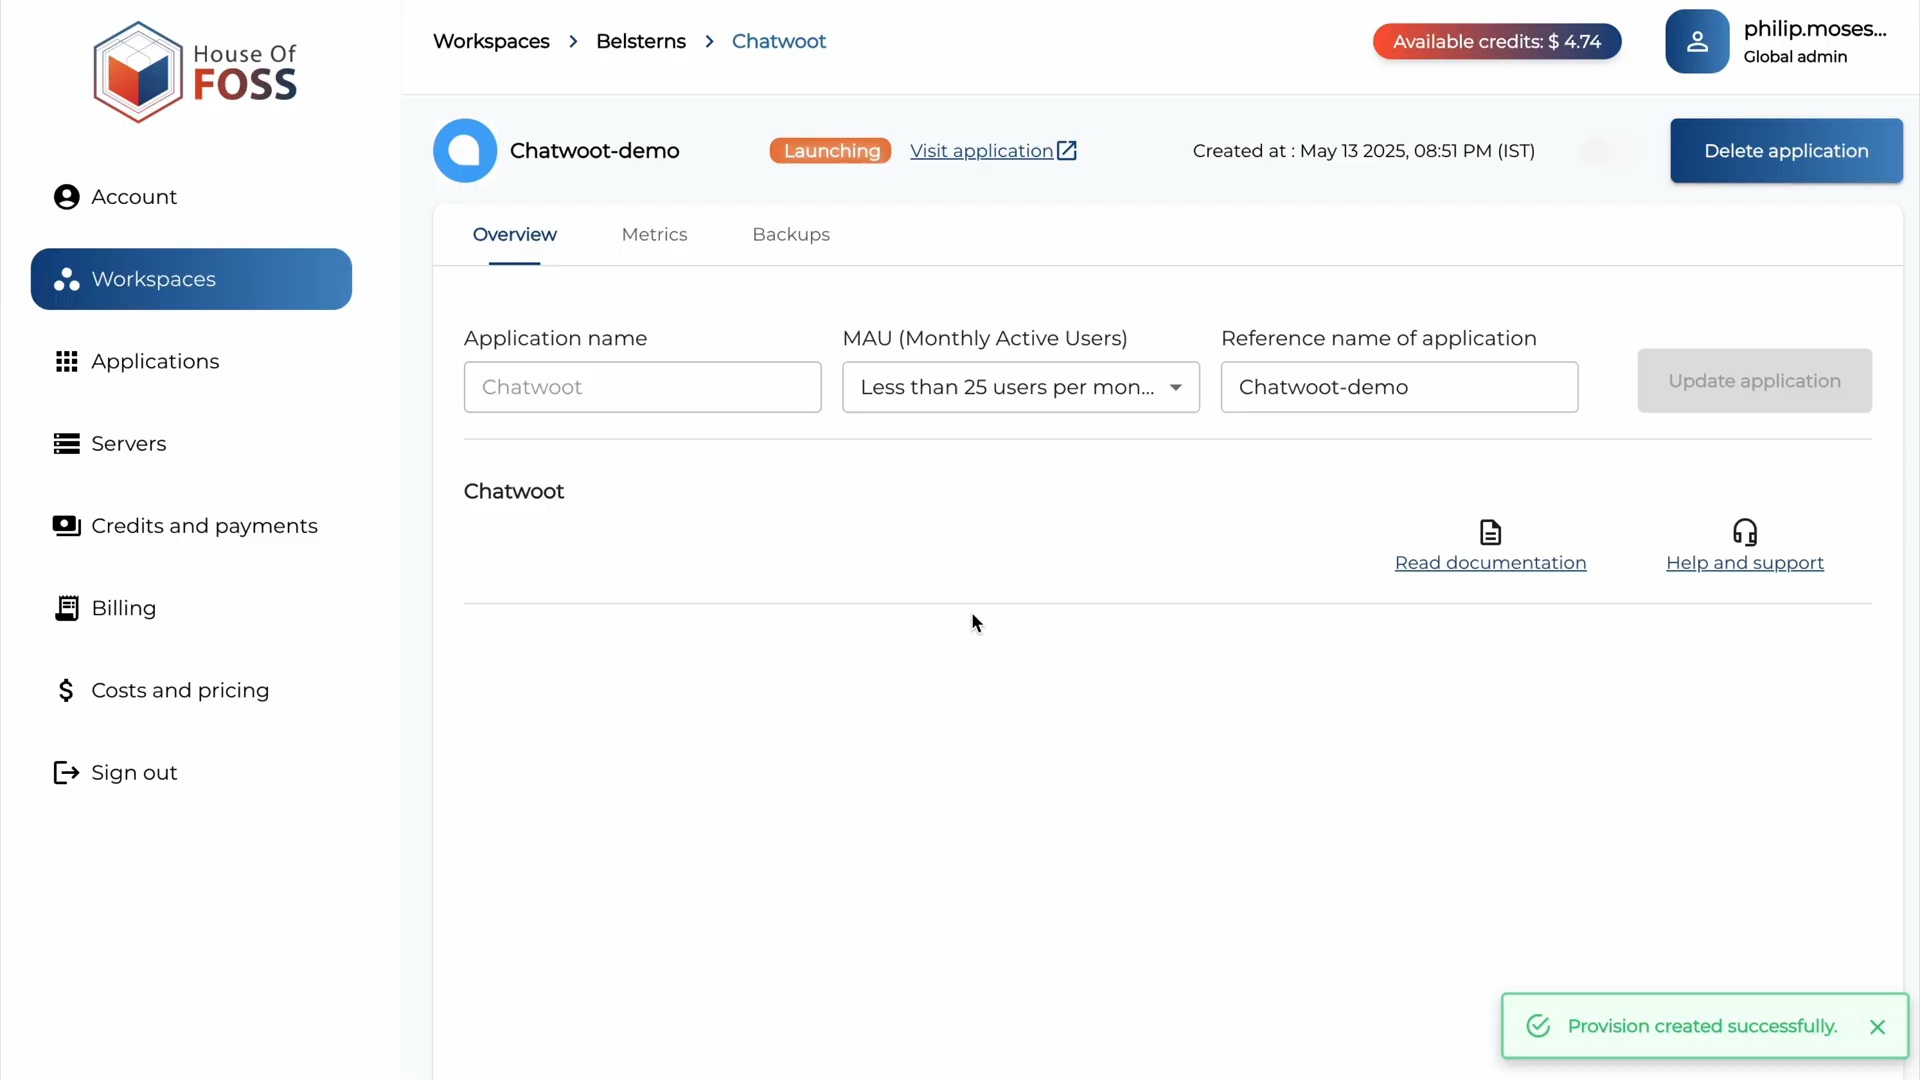 House Of
FOSS
Account
Workspaces
Applications
Servers
Credits and payments
Billing
Costs and pricing
Sign out
Workspaces > Belsterns > Chatwoot
Available credits: $ 4.74
philip.moses...
Global admin
Chatwoot-demo
Launching
Visit application
Created at : May 13 2025, 08:51 PM (IST)
Delete application
Overview
Metrics
Backups
Application name
Chatwoot
MAU (Monthly Active Users)
Less than 25 users per mon...
Reference name of application
Chatwoot-demo
Update application
Chatwoot
Read documentation
Help and support
Provision created successfully.